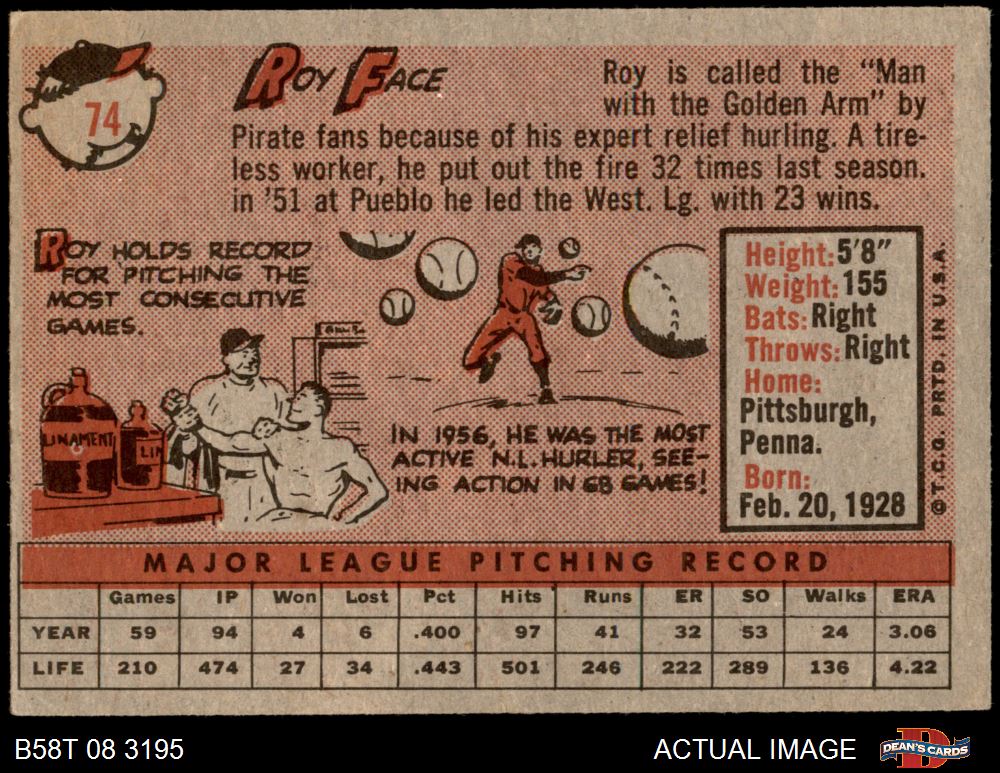 74
ROY FACE
Roy is called the "Man
with the Golden Arm" by
Pirate fans because of his expert relief hurling. A tire-
less worker, he put out the fire 32 times last season.
in '51 at Pueblo he led the West. Lg. with 23 wins.
ROY HOLDS RECORD
FOR PITCHING THE
MOST CONSECUTIVE
GAMES.
LINAMENT
LIN
IN 1956, HE WAS THE MOST
ACTIVE N.L. HURLER, SEE-
ING ACTION IN 68 GAMES!
Height: 5'8"
Weight: 155
Bats: Right
Throws: Right
Home:
Pittsburgh,
Penna.
Born:
Feb. 20, 1928
© T.C.G. PRTD. IN U.S.A.
MAJOR LEAGUE PITCHING RECORD
Games IP Won Lost Pct Hits Runs ER SO Walks ERA
YEAR 59 94 4 6 .400 97 41 32 53 24 3.06
LIFE 210 474 27 34 .443 501 246 222 289 136 4.22
B58T 08 3195
ACTUAL IMAGE
DEAN'S CARDS